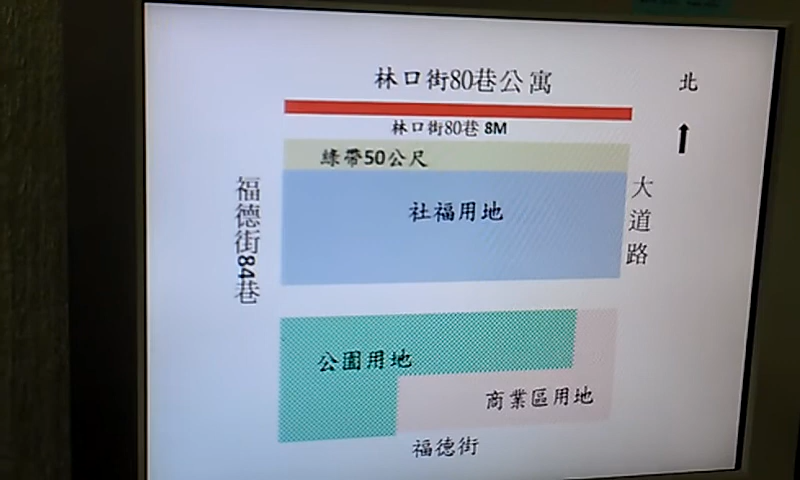 林口街80巷公寓
北
林口街80巷 8M
綠帶50公尺
福德街84巷
社福用地
大道路
公園用地
商業區用地
福德街